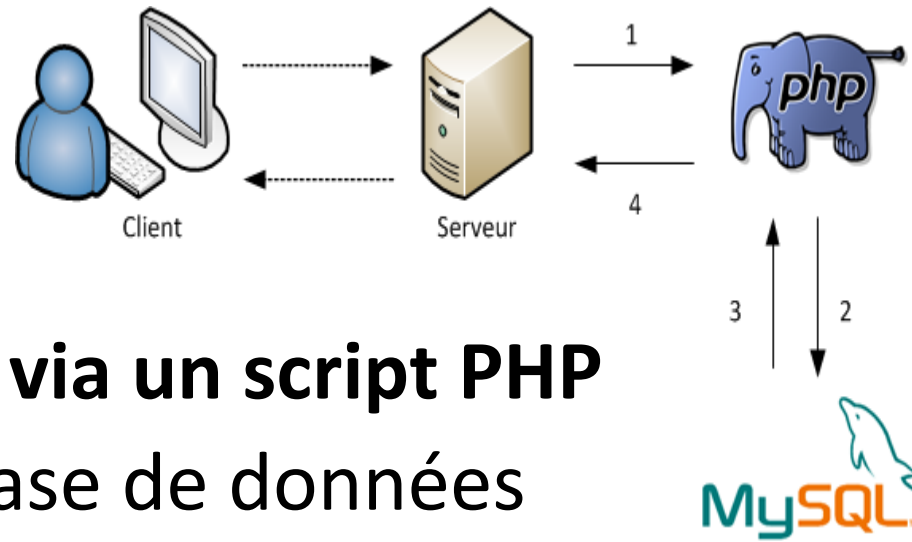 1
php
4
Client
Serveur
3
2
via un script PHP
ase de données
MySQL